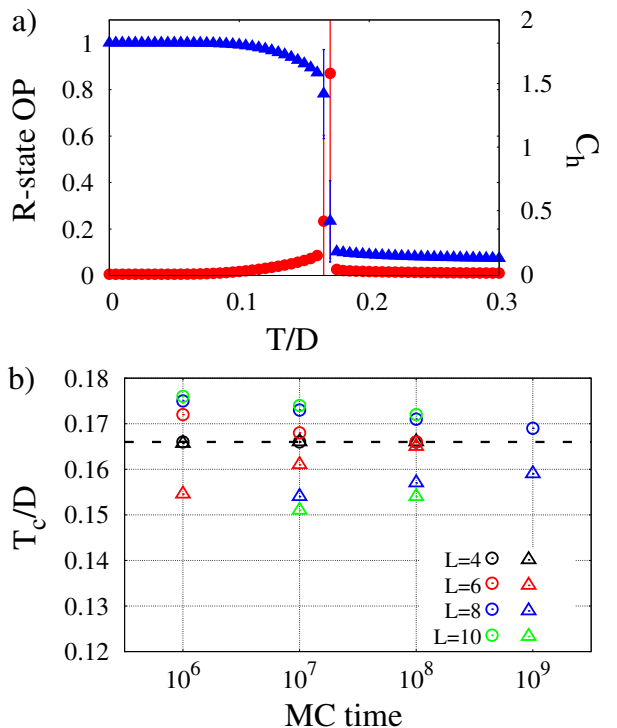 a)
R-state OP
1
0.8
0.6
0.4
0.2
0
2
1.5
1
0.5
0
C_h
0 0.1 0.2 0.3
T/D
b)
T_c/D
0.18
0.17
0.16
0.15
0.14
0.13
0.12
L=4
L=6
L=8
L=10
10^6 10^7 10^8 10^9
MC time